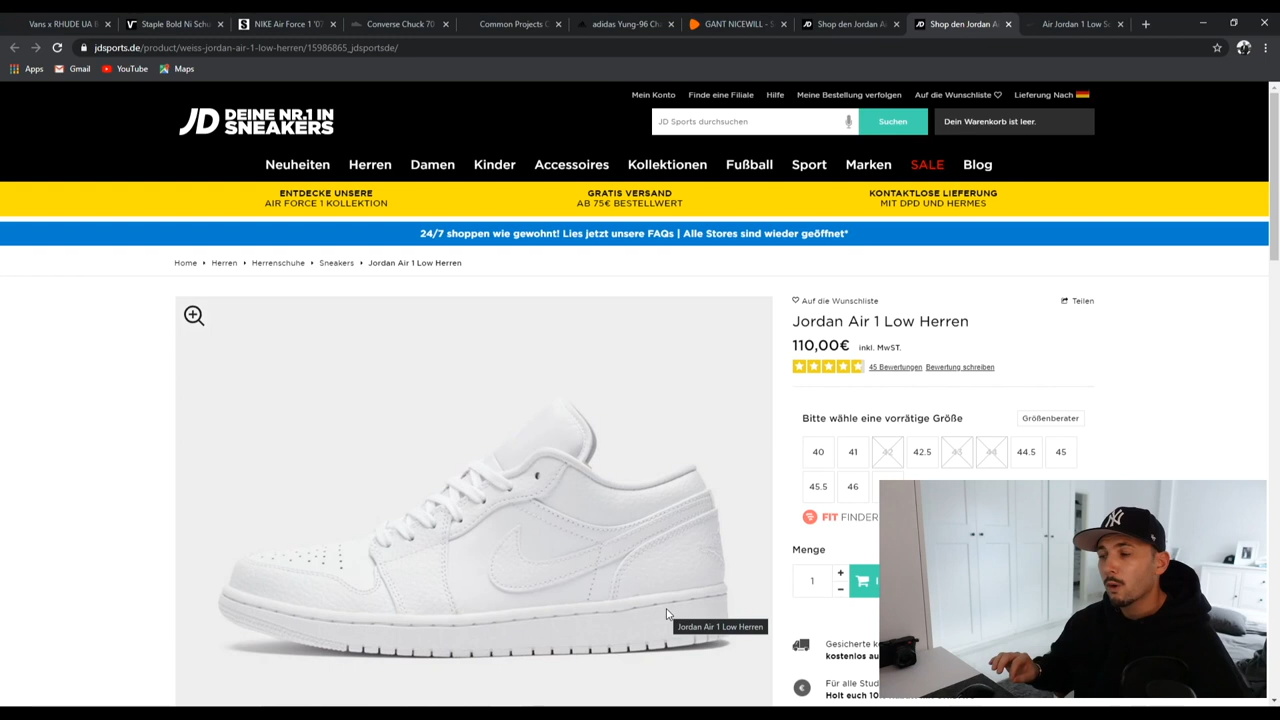 Vans x RHUDE UA
Staple Bold Ni Schu
NIKE Air Force 1 '07
Converse Chuck 70
Common Projects
adidas Yung-96 Ch
GANT NICEWILL - S
Shop den Jordan A
Shop den Jordan Ai
Air Jordan 1 Low S
jdsports.de/product/weiss-jordan-air-1-low-herren/15986865_jdsportsde/
Apps Gmail YouTube Maps
Mein Konto Finde eine Filiale Hilfe Meine Bestellung verfolgen Auf die Wunschliste Lieferung Nach
JD DEINE NR.1 IN
SNEAKERS
JD Sports durchsuchen
Suchen
Dein Warenkorb ist leer.
Neuheiten Herren Damen Kinder Accessoires Kollektionen Fußball Sport Marken SALE Blog
ENTDECKE UNSERE
AIR FORCE 1 KOLLEKTION
GRATIS VERSAND
AB 75€ BESTELLWERT
KONTAKTLOSE LIEFERUNG
MIT DPD UND HERMES
24/7 shoppen wie gewohnt! Lies jetzt unsere FAQs | Alle Stores sind wieder geöffnet*
Home Herren Herrenschuhe Sneakers Jordan Air 1 Low Herren
Auf die Wunschliste
Teilen
Jordan Air 1 Low Herren
110,00€ inkl. MwST.
45 Bewertungen Bewertung schreiben
Bitte wähle eine vorrätige Größe
Größenberater
40 41 42 42.5 43 44 44.5 45
45.5 46
FIT FINDER
Menge
1 + -
Jordan Air 1 Low Herren
Gesicherte
kostenlos
Für alle Stud
Holt euch 10